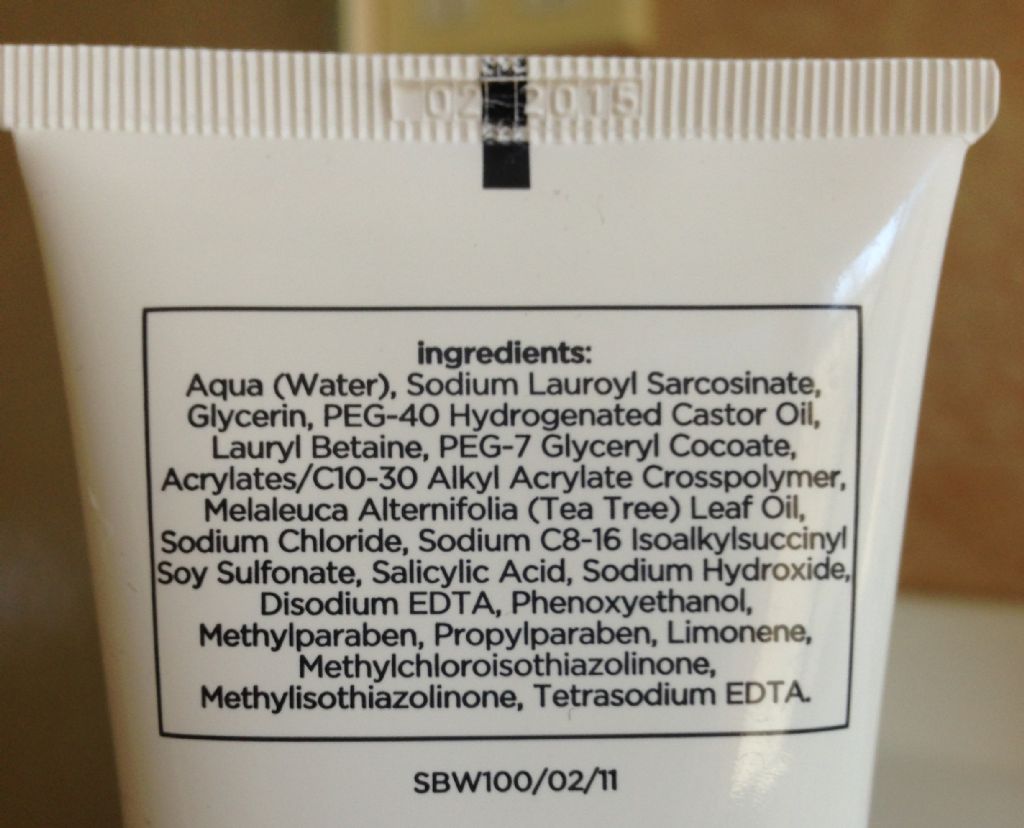 02 2015
ingredients:
Aqua (Water), Sodium Lauroyl Sarcosinate,
Glycerin, PEG-40 Hydrogenated Castor Oil,
Lauryl Betaine, PEG-7 Glyceryl Cocoate,
Acrylates/C10-30 Alkyl Acrylate Crosspolymer,
Melaleuca Alternifolia (Tea Tree) Leaf Oil,
Sodium Chloride, Sodium C8-16 Isoalkylsuccinyl
Soy Sulfonate, Salicylic Acid, Sodium Hydroxide,
Disodium EDTA, Phenoxyethanol,
Methylparaben, Propylparaben, Limonene,
Methylchloroisothiazolinone,
Methylisothiazolinone, Tetrasodium EDTA.
SBW100/02/11